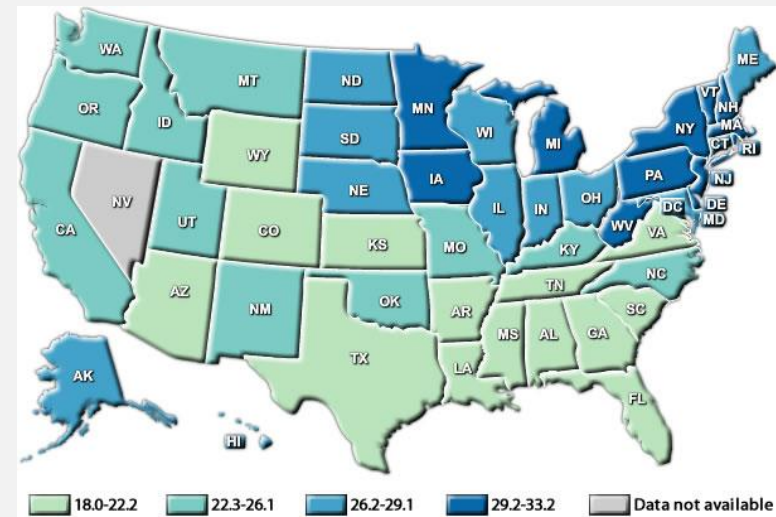 WA
MT
ND
MN
ME
OR
ID
SD
WI
VT
NH
NY
MA
CT
RI
WY
MI
IA
PA
NJ
NE
NV
UT
CO
IL
IN
OH
DC
DE
MD
WV
VA
CA
KS
MO
KY
AZ
NM
OK
AR
TN
NC
SC
MS
AL
GA
TX
LA
FL
AK
HI
18.0-22.2
22.3-26.1
26.2-29.1
29.2-33.2
Data not available